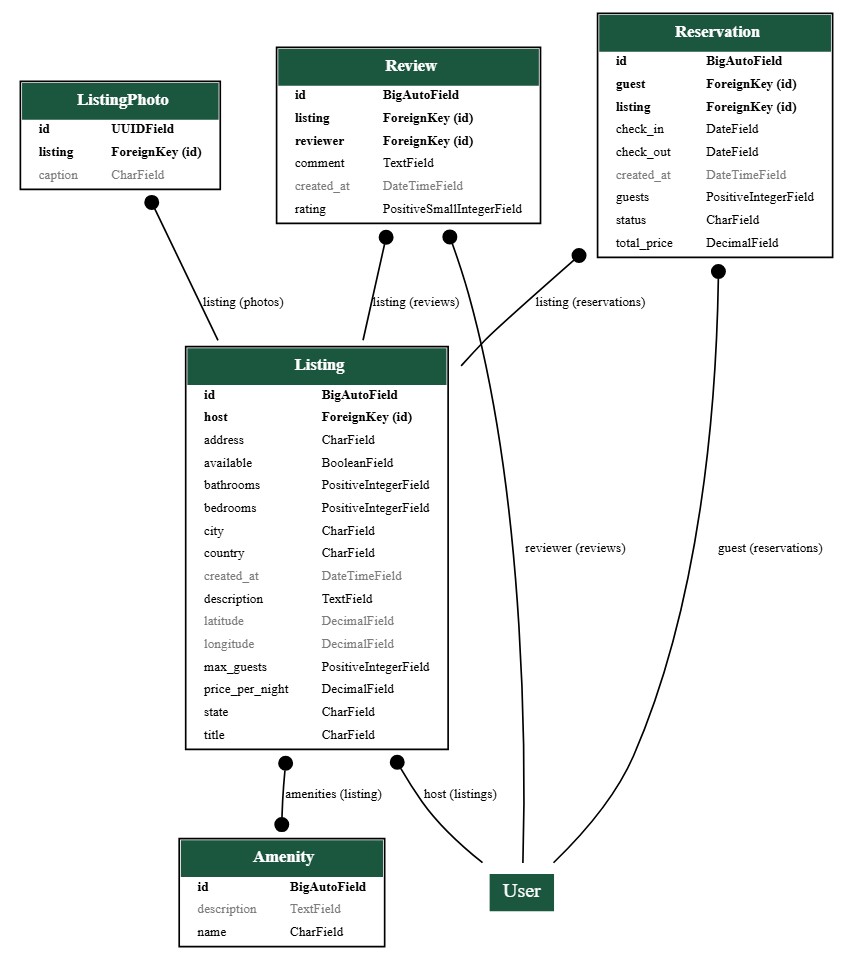 Reservation
id BigAutoField
guest ForeignKey (id)
listing ForeignKey (id)
check_in DateField
check_out DateField
created_at DateTimeField
guests PositiveIntegerField
status CharField
total_price DecimalField
Review
id BigAutoField
listing ForeignKey (id)
reviewer ForeignKey (id)
comment TextField
created_at DateTimeField
rating PositiveSmallIntegerField
ListingPhoto
id UUIDField
listing ForeignKey (id)
caption CharField
listing (photos)
listing (reviews)
listing (reservations)
Listing
id BigAutoField
host ForeignKey (id)
address CharField
available BooleanField
bathrooms PositiveIntegerField
bedrooms PositiveIntegerField
city CharField
country CharField
created_at DateTimeField
description TextField
latitude DecimalField
longitude DecimalField
max_guests PositiveIntegerField
price_per_night DecimalField
state CharField
title CharField
reviewer (reviews)
guest (reservations)
amenities (listing)
host (listings)
Amenity
id BigAutoField
description TextField
name CharField
User